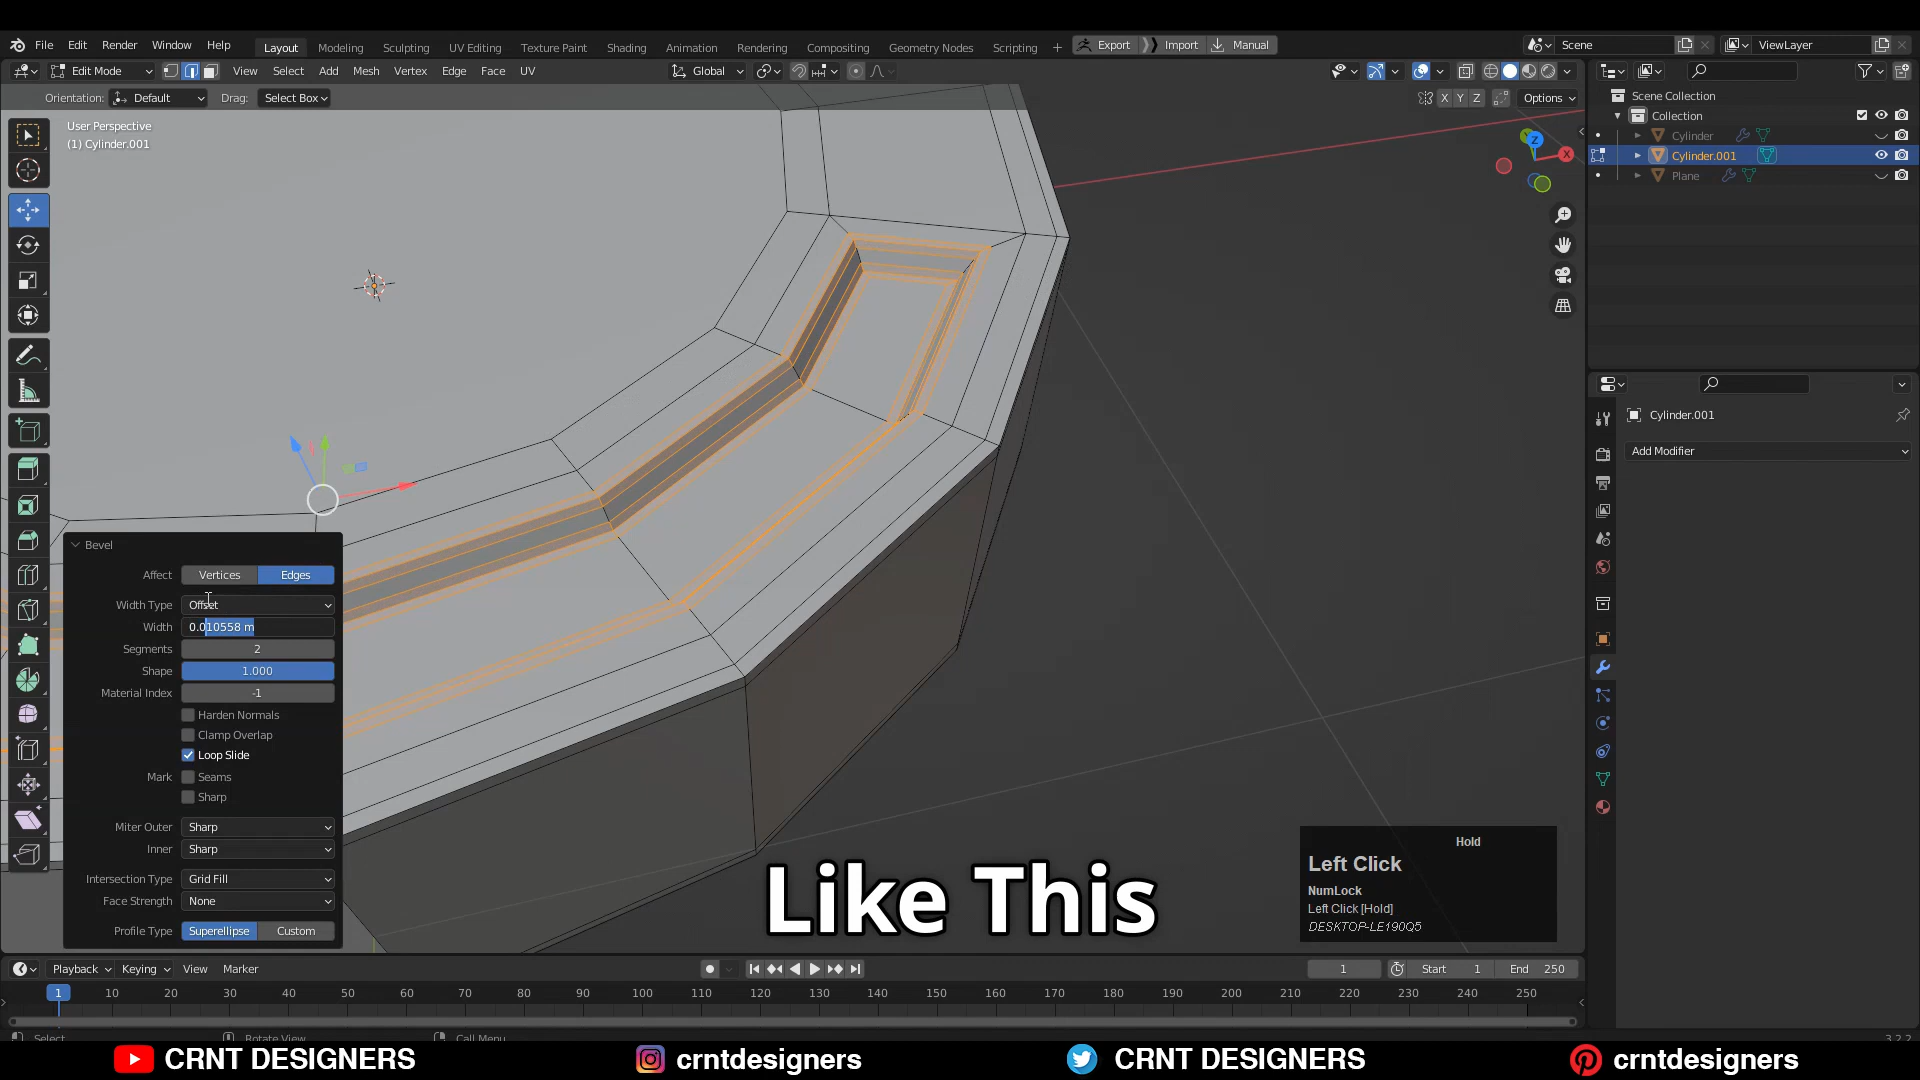 File Edit Render Window Help Layout Modeling Sculpting UV Editing Texture Paint Shading Animation Rendering Compositing Geometry Nodes Scripting + Export Import Manual Scene ViewLayer
Edit Mode View Select Add Mesh Vertex Edge Face UV Global
Orientation: Default Drag: Select Box X Y Z Options
User Perspective
(1) Cylinder.001
Scene Collection
Collection
Cylinder
Cylinder.001
Plane
Z
X
Cylinder.001
Add Modifier
Bevel
Affect Vertices Edges
Width Type Offset
Width 0.010558 m
Segments 2
Shape 1.000
Material Index -1
Harden Normals
Clamp Overlap
Loop Slide
Mark Seams
Sharp
Miter Outer Sharp
Inner Sharp
Intersection Type Grid Fill
Face Strength None
Profile Type Superellipse Custom
Like This
Hold
Left Click
NumLock
Left Click [Hold]
DESKTOP-LE190Q5
Playback Keying View Marker 1 Start 1 End 250
1 10 20 30 40 50 60 70 80 90 100 110 120 130 140 150 160 170 180 190 200 210 220 230 240 250
Select Rotate View Call Menu 3.2.2
CRNT DESIGNERS crntdesigners CRNT DESIGNERS crntdesigners